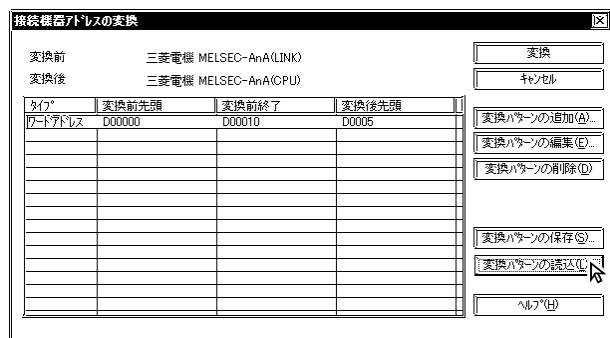 接続機器アドレスの変換
変換前 三菱電機 MELSEC-AnA(LINK)
変換後 三菱電機 MELSEC-AnA(CPU)
タイプ 変換前先頭 変換前終了 変換後先頭
ワードアドレス D00000 D00010 D0005
変換
キャンセル
変換パターンの追加(A)...
変換パターンの編集(E)...
変換パターンの削除(D)
変換パターンの保存(S)...
変換パターンの読込(L)...
ヘルプ(H)